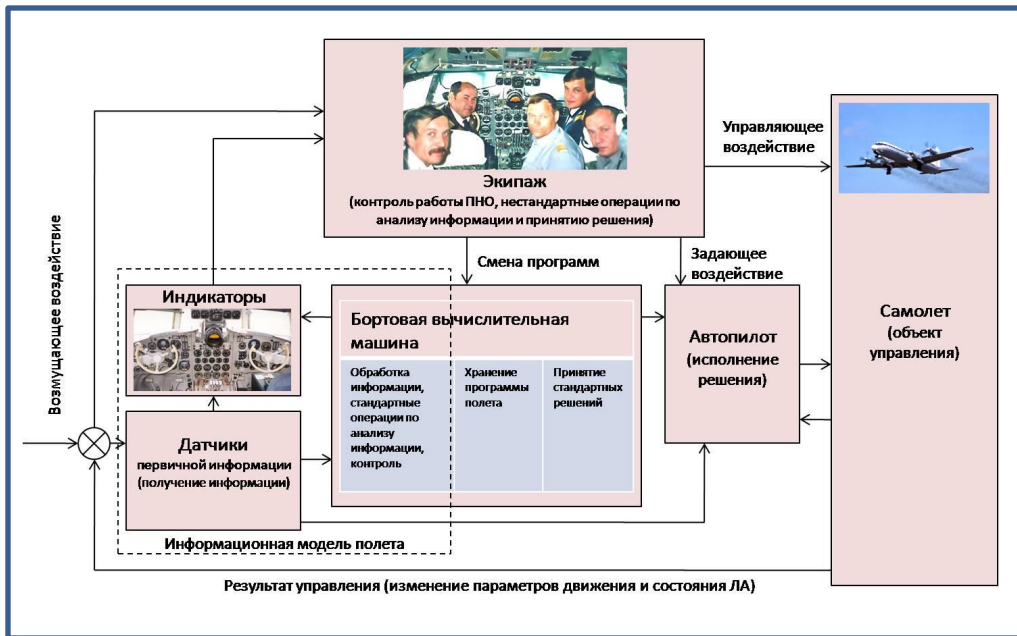 Экипаж
(контроль работы ПНО, нестандартные операции по
анализу информации и принятию решения)
Управляющее
воздействие
Смена программ
Задающее
воздействие
Возмущающее воздействие
Индикаторы
Бортовая вычислительная
машина
Обработка
информации,
стандартные
операции по
анализу
информации,
контроль
Хранение
программы
полета
Принятие
стандартных
решений
Автопилот
(исполнение
решения)
Самолет
(объект
управления)
Датчики
первичной информации
(получение информации)
Информационная модель полета
Результат управления (изменение параметров движения и состояния ЛА)